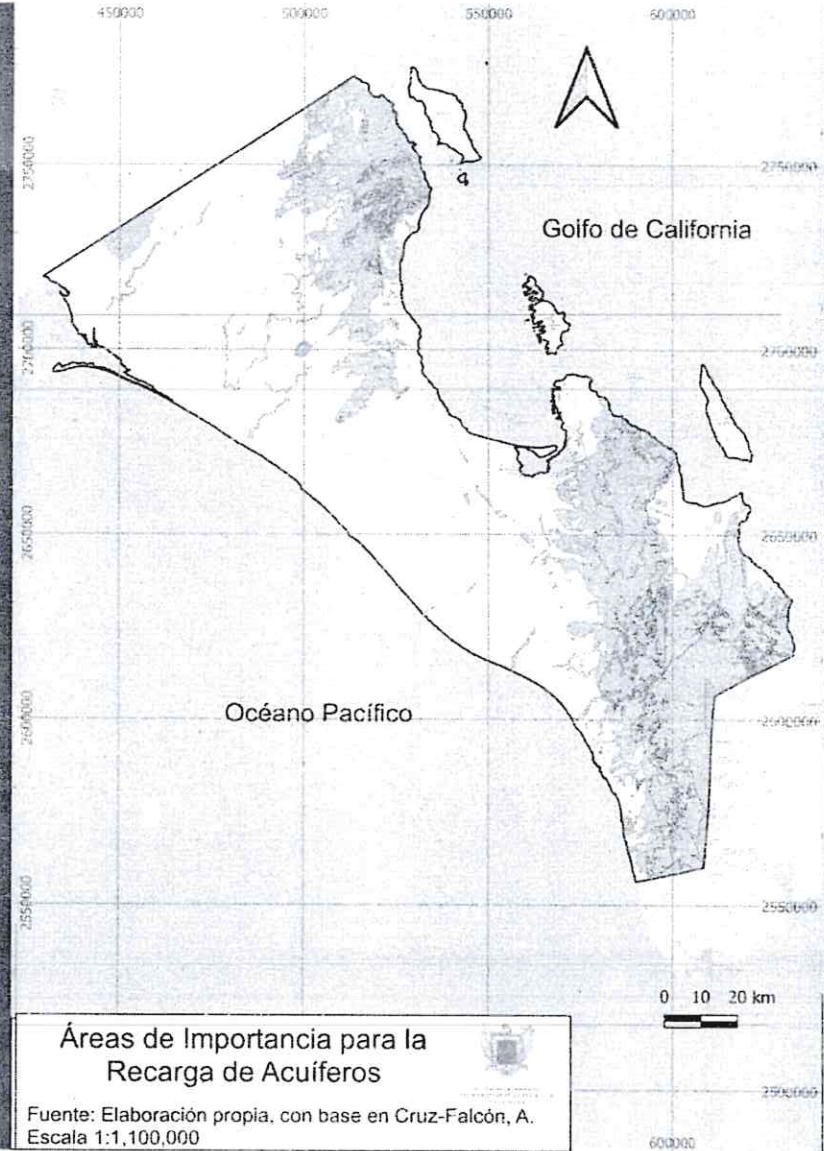 450000 500000 550000 600000
2750000 2750000
Golfo de California
2700000 2700000
2650000 2650000
Océano Pacífico
2600000 2600000
2550000 2550000
0 10 20 km
Áreas de Importancia para la
Recarga de Acuíferos
2500000
Fuente: Elaboración propia, con base en Cruz-Falcón, A.
Escala 1:1,100,000
600000